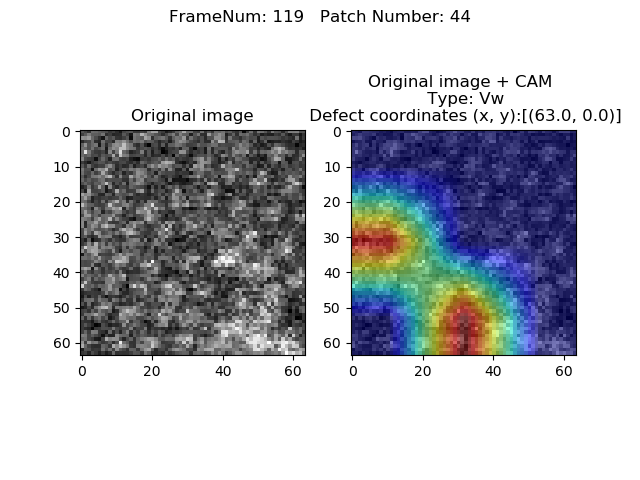 FrameNum: 119   Patch Number: 44
Original image
Original image + CAM
Type: Vw
Defect coordinates (x, y):[(63.0, 0.0)]
0
10
20
30
40
50
60
0 20 40 60
0
10
20
30
40
50
60
0 20 40 60